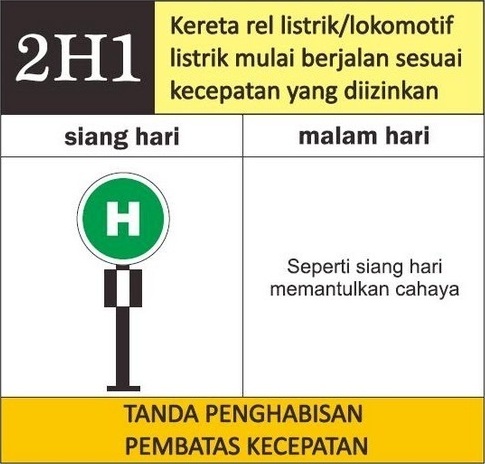 2H1
Kereta rel listrik/lokomotif
listrik mulai berjalan sesuai
kecepatan yang diizinkan
siang hari
malam hari
H
Seperti siang hari
memantulkan cahaya
TANDA PENGHABISAN
PEMBATAS KECEPATAN